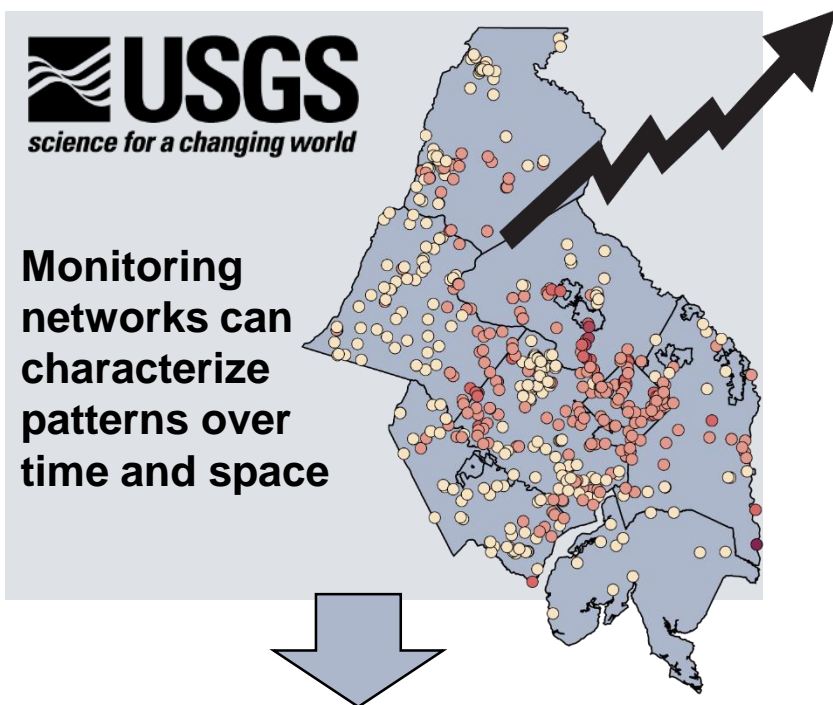 USGS
science for a changing world
Monitoring
networks can
characterize
patterns over
time and space